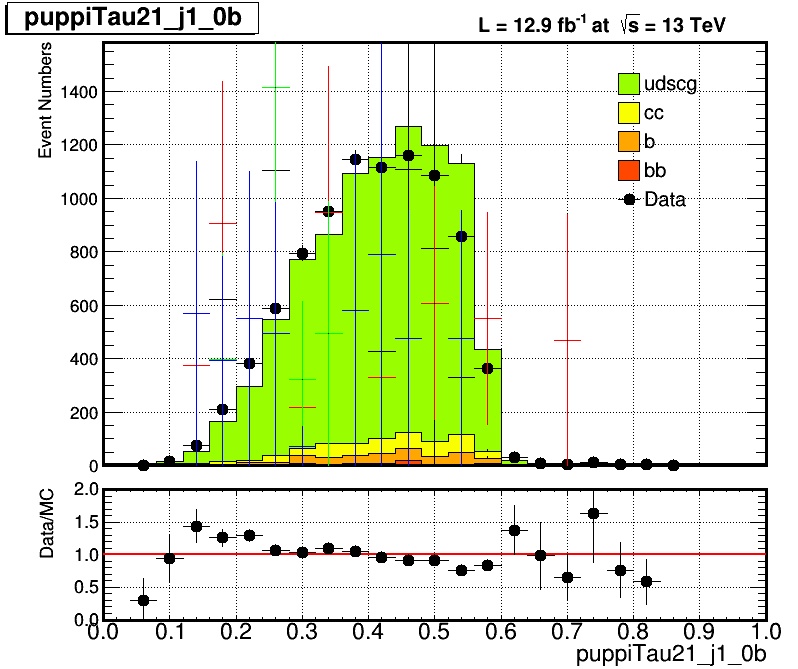 puppiTau21_j1_0b
L = 12.9 fb⁻¹ at √s = 13 TeV
Event Numbers
1400
1200
1000
800
600
400
200
0
udscg
cc
b
bb
Data
Data/MC
2.0
1.5
1.0
0.5
0.0
0.0 0.1 0.2 0.3 0.4 0.5 0.6 0.7 0.8 0.9 1.0
puppiTau21_j1_0b